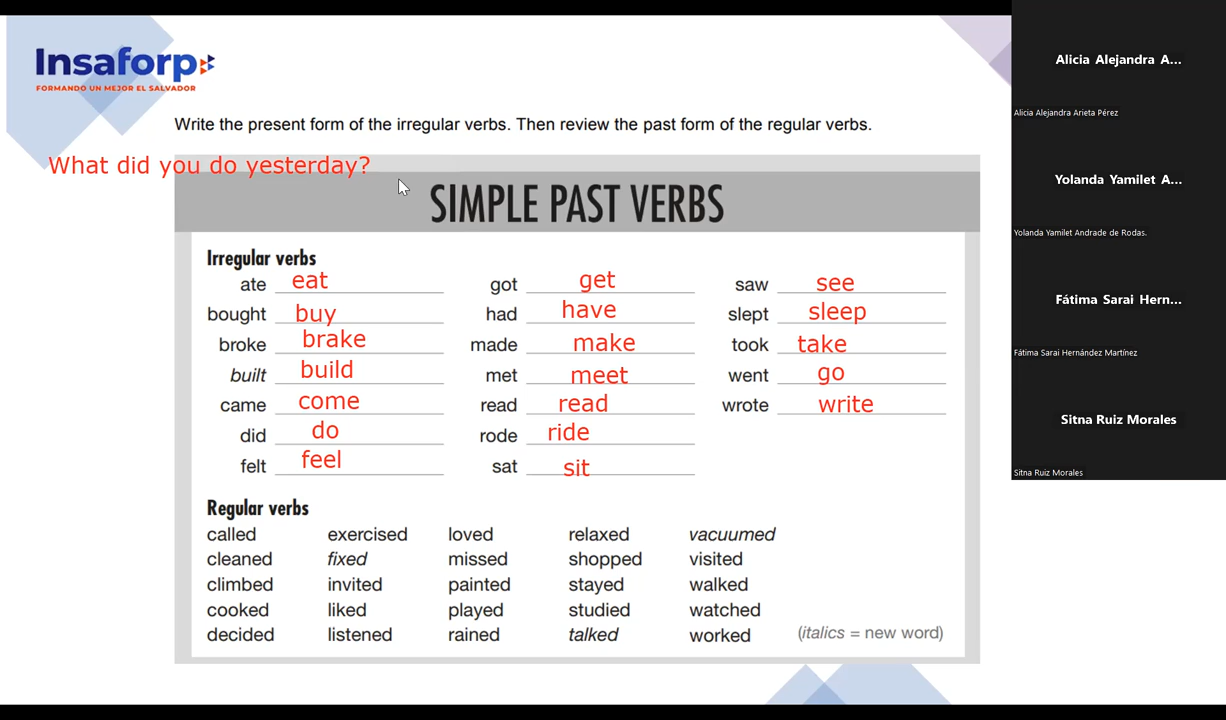 Insaforp
FORMANDO UN MEJOR EL SALVADOR
Write the present form of the irregular verbs. Then review the past form of the regular verbs.
What did you do yesterday?
SIMPLE PAST VERBS
Irregular verbs
ate eat got get saw see
bought buy had have slept sleep
broke brake made make took take
built build met meet went go
came come read read wrote write
did do rode ride
felt feel sat sit
Regular verbs
called exercised loved relaxed vacuumed
cleaned fixed missed shopped visited
climbed invited painted stayed walked
cooked liked played studied watched
decided listened rained talked worked (italics = new word)
Alicia Alejandra A...
Alicia Alejandra Arieta Pérez
Yolanda Yamilet A...
Yolanda Yamilet Andrade de Rodas.
Fátima Sarai Hern...
Fátima Sarai Hernández Martínez
Sitna Ruiz Morales
Sitna Ruiz Morales